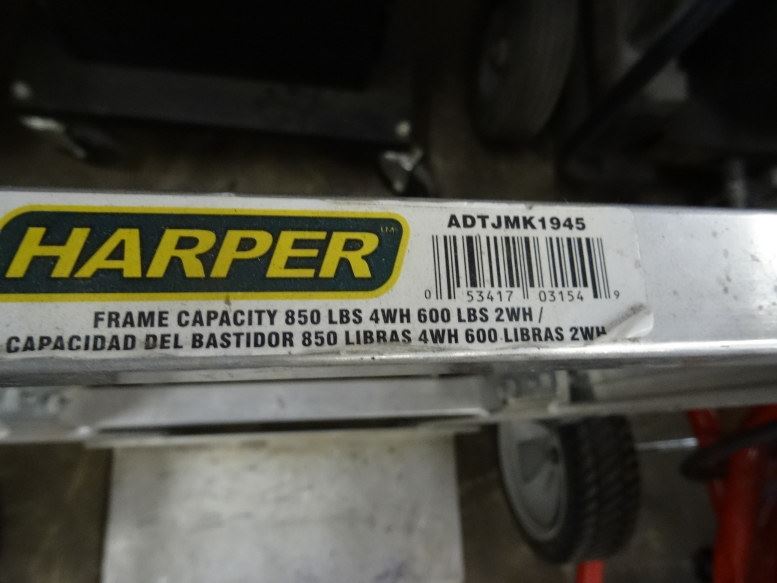 HARPER
ADTJMK1945
0 53417 03154 9
FRAME CAPACITY 850 LBS 4WH 600 LBS 2WH /
CAPACIDAD DEL BASTIDOR 850 LIBRAS 4WH 600 LIBRAS 2WH